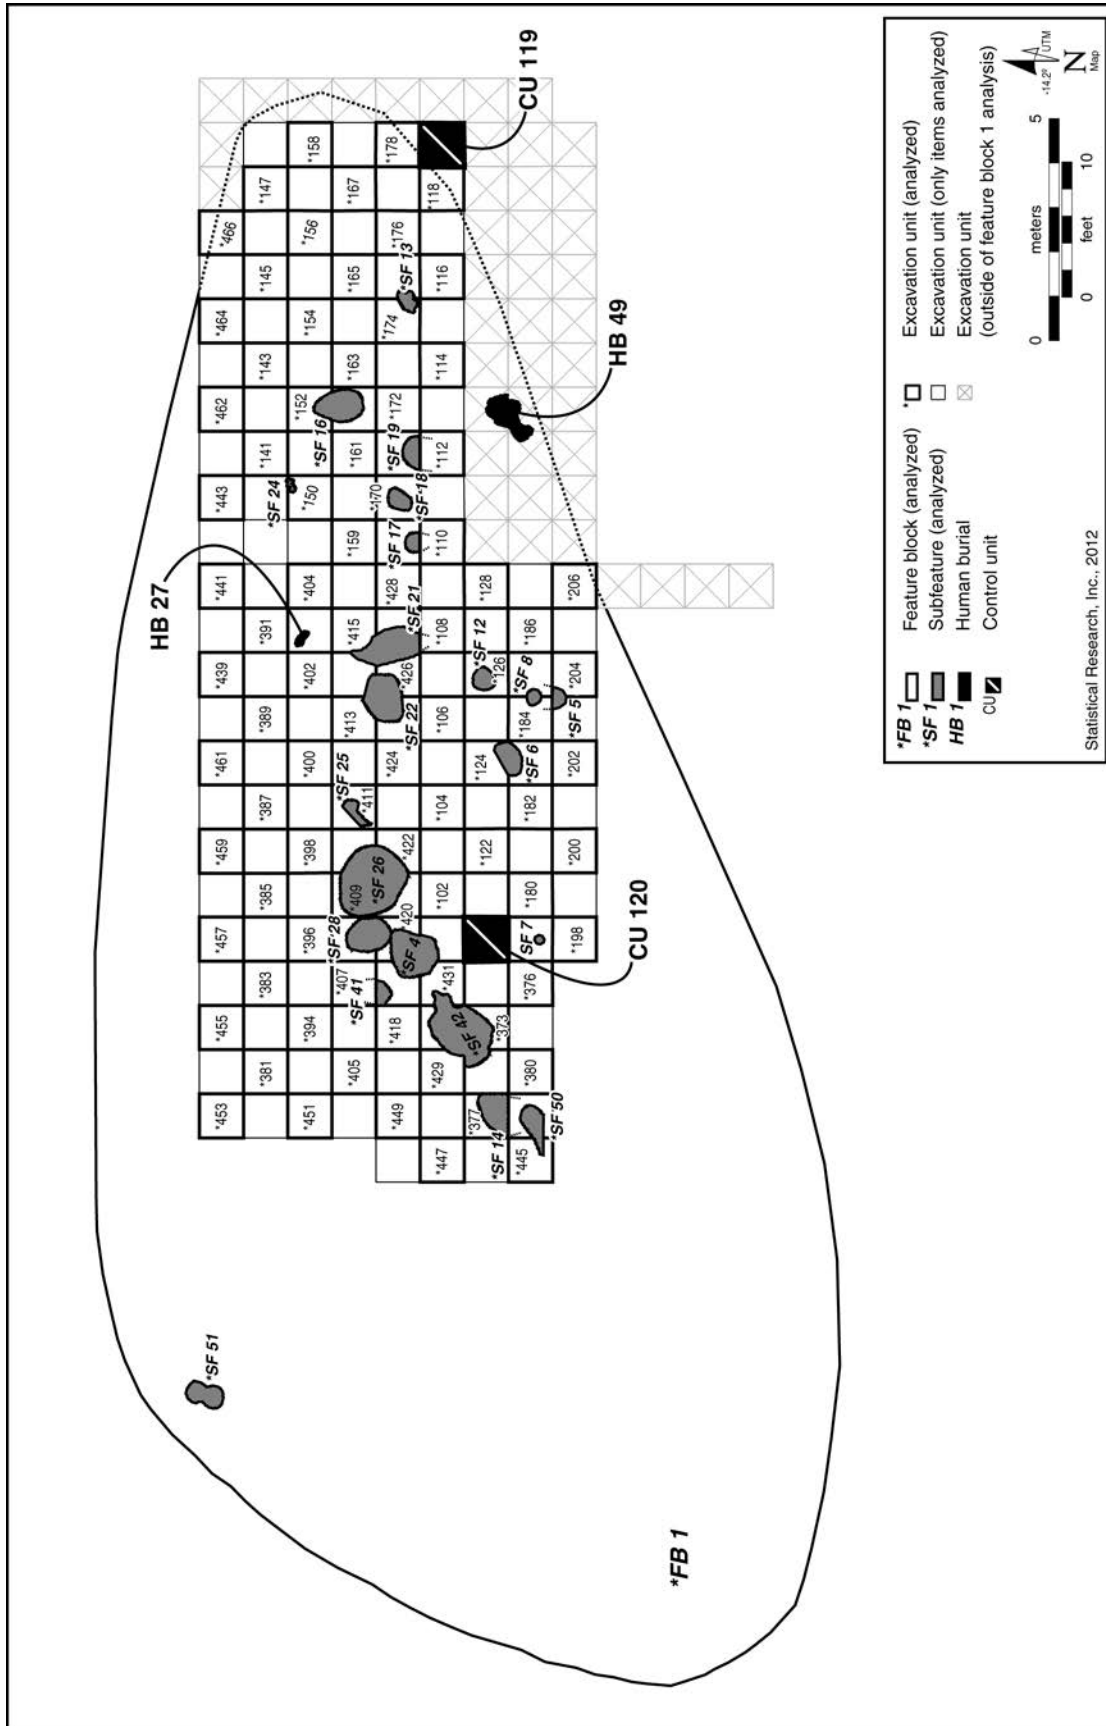 HB 27
*SF 51
*453
*455
*457
*459
*461
*439
*441
*443
*462
*464
*466
*381
*383
*385
*387
*389
*391
*SF 24
*141
*143
*145
*147
*451
*394
*396
*398
*400
*402
*404
*150
*SF 16
*152
*154
*156
*158
*405
*407
*SF 41
*SF 28
*409
*SF 26
*SF 25
*411
*413
*415
*159
*161
*163
*165
*167
*449
*418
*SF 4
*420
*422
*424
*SF 22
*426
*SF 21
*428
*SF 17
*170
*SF 18
*SF 19
*172
*174
*SF 13
*176
*178
*447
*429
*431
*102
*104
*106
*108
*110
*112
*114
*116
*118
*SF 14
*377
*SF 42
*373
*122
*124
*126
*SF 12
*128
*445
*SF 50
*380
*376
SF 7
*180
*182
*SF 6
*184
*SF 8
*186
*198
*200
*202
*SF 5
*204
*206
CU 119
HB 49
CU 120
*FB 1
*FB 1 Feature block (analyzed)
*SF 1 Subfeature (analyzed)
HB 1 Human burial
CU Control unit
* Excavation unit (analyzed)
Excavation unit (only items analyzed)
Excavation unit
(outside of feature block 1 analysis)
0 meters 5
0 feet 10
-14.2º
UTM
N
Map
Statistical Research, Inc., 2012